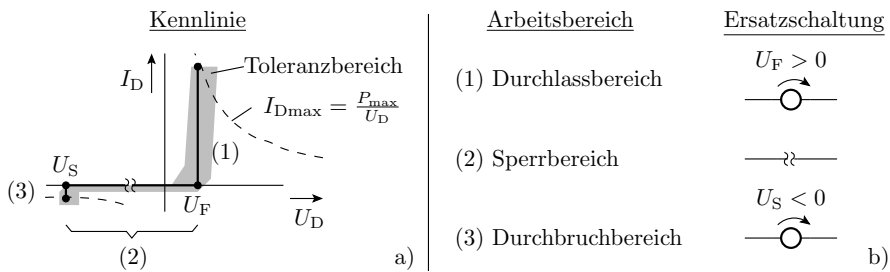 Kennlinie
I_D
Toleranzbereich
I_Dmax = P_max / U_D
(1)
U_S
(3)
U_F
U_D
(2)
a)
Arbeitsbereich
Ersatzschaltung
(1) Durchlassbereich
U_F > 0
(2) Sperrbereich
U_S < 0
(3) Durchbruchbereich
b)